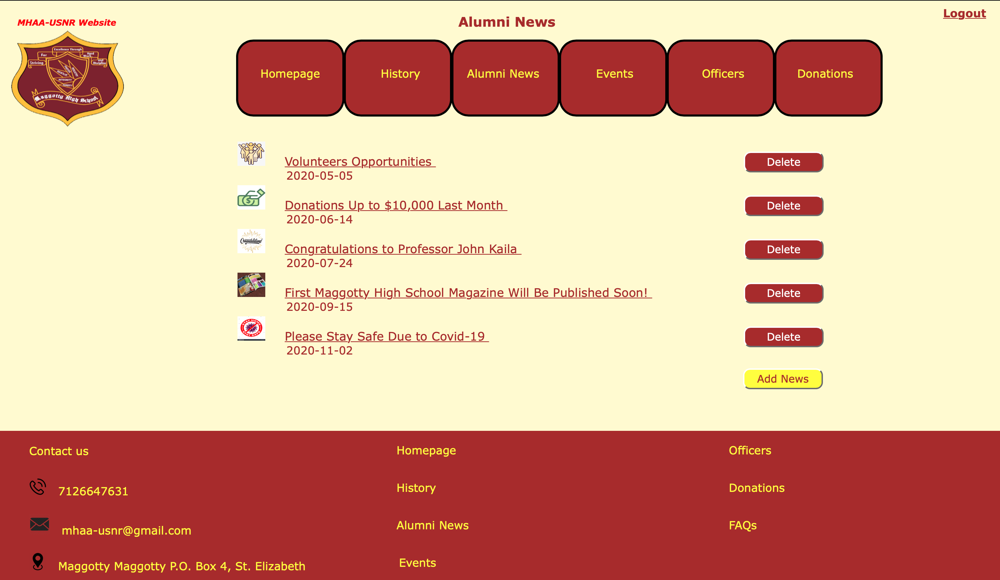 Logout
MHAA-USNR Website
Alumni News
Excellence Through
For
Hard Work,
Striving
and Discipline
RESOLVE
INDUSTRY
INTEGRITY
HONESTY
Maggotty High School
Homepage
History
Alumni News
Events
Officers
Donations
Volunteers Opportunities
Delete
2020-05-05
$
Donations Up to $10,000 Last Month
Delete
2020-06-14
Congratulations!
Congratulations to Professor John Kaila
Delete
2020-07-24
First Maggotty High School Magazine Will Be Published Soon!
Delete
2020-09-15
STAY HOME
STAY SAFE
Please Stay Safe Due to Covid-19
Delete
2020-11-02
Add News
Contact us
Homepage
Officers
7126647631
History
Donations
mhaa-usnr@gmail.com
Alumni News
FAQs
Maggotty Maggotty P.O. Box 4, St. Elizabeth
Events